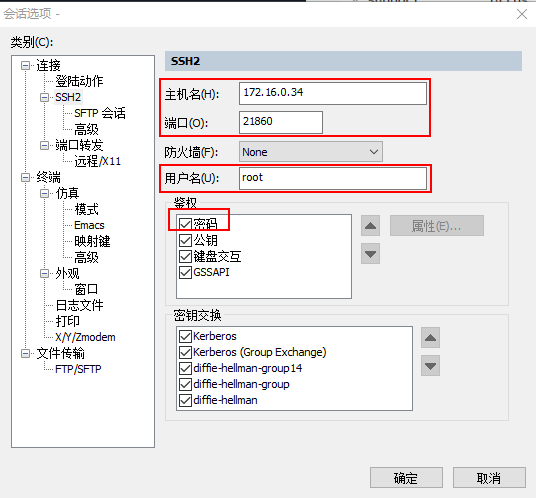 会话选项 -
类别(C):
连接
登陆动作
SSH2
SFTP 会话
高级
端口转发
远程/X11
终端
仿真
模式
Emacs
映射键
高级
外观
窗口
日志文件
打印
X/Y/Zmodem
文件传输
FTP/SFTP
SSH2
主机名(H): 172.16.0.34
端口(O): 21860
防火墙(F): None
用户名(U): root
鉴权
密码
公钥
键盘交互
GSSAPI
属性(E)...
密钥交换
Kerberos
Kerberos (Group Exchange)
diffie-hellman-group14
diffie-hellman-group
diffie-hellman
确定 取消